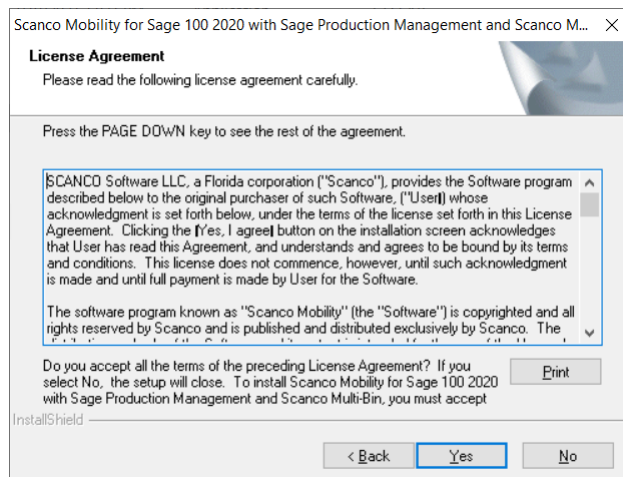 Scanco Mobility for Sage 100 2020 with Sage Production Management and Scanco M...
License Agreement
Please read the following license agreement carefully.
Press the PAGE DOWN key to see the rest of the agreement.
SCANCO Software LLC, a Florida corporation ("Scanco"), provides the Software program
described below to the original purchaser of such Software, ("User|) whose
acknowledgment is set forth below, under the terms of the license set forth in this License
Agreement.  Clicking the |Yes, I agree| button on the installation screen acknowledges
that User has read this Agreement, and understands and agrees to be bound by its terms
and conditions.  This license does not commence, however, until such acknowledgment
is made and until full payment is made by User for the Software.
The software program known as "Scanco Mobility" (the "Software") is copyrighted and all
rights reserved by Scanco and is published and distributed exclusively by Scanco.  The
Do you accept all the terms of the preceding License Agreement?  If you
select No,  the setup will close.  To install Scanco Mobility for Sage 100 2020
with Sage Production Management and Scanco Multi-Bin, you must accept
Print
InstallShield
< Back
Yes
No